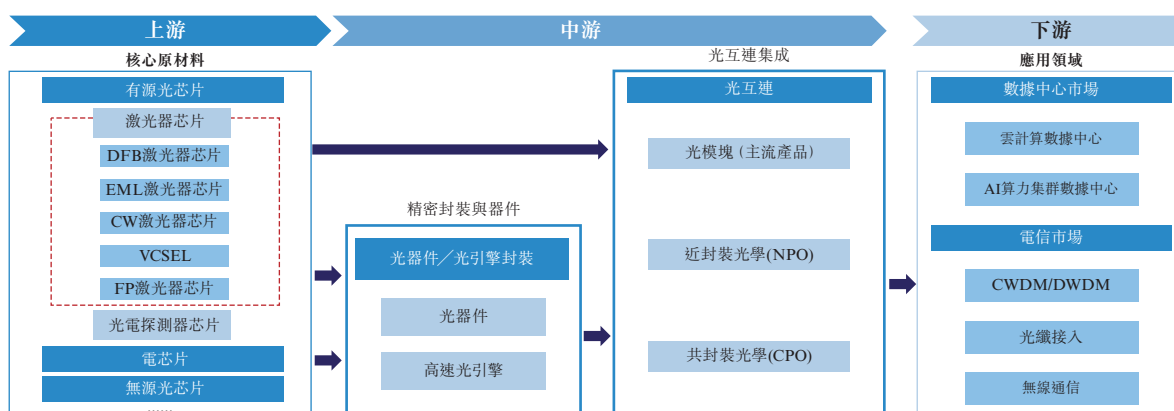 上游
中游
下游
核心原材料
有源光芯片
激光器芯片
DFB激光器芯片
EML激光器芯片
CW激光器芯片
VCSEL
FP激光器芯片
光電探測器芯片
電芯片
無源光芯片
精密封裝與器件
光器件／光引擎封裝
光器件
高速光引擎
光互連集成
光互連
光模塊（主流產品）
近封裝光學(NPO)
共封裝光學(CPO)
應用領域
數據中心市場
雲計算數據中心
AI算力集群數據中心
電信市場
CWDM/DWDM
光纖接入
無線通信